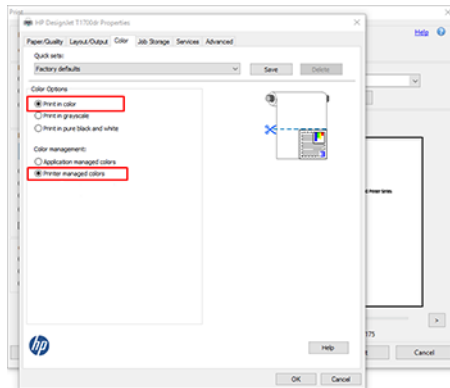 Print
HP DesignJet T1700dr Properties
Help
Paper/Quality Layout/Output Color Job Storage Services Advanced
Quick sets:
Factory defaults
Save
Delete
Color Options
Print in color
Print in grayscale
Print in pure black and white
Color management:
Application managed colors
Printer managed colors
hp
Help
Cancel
OK Cancel